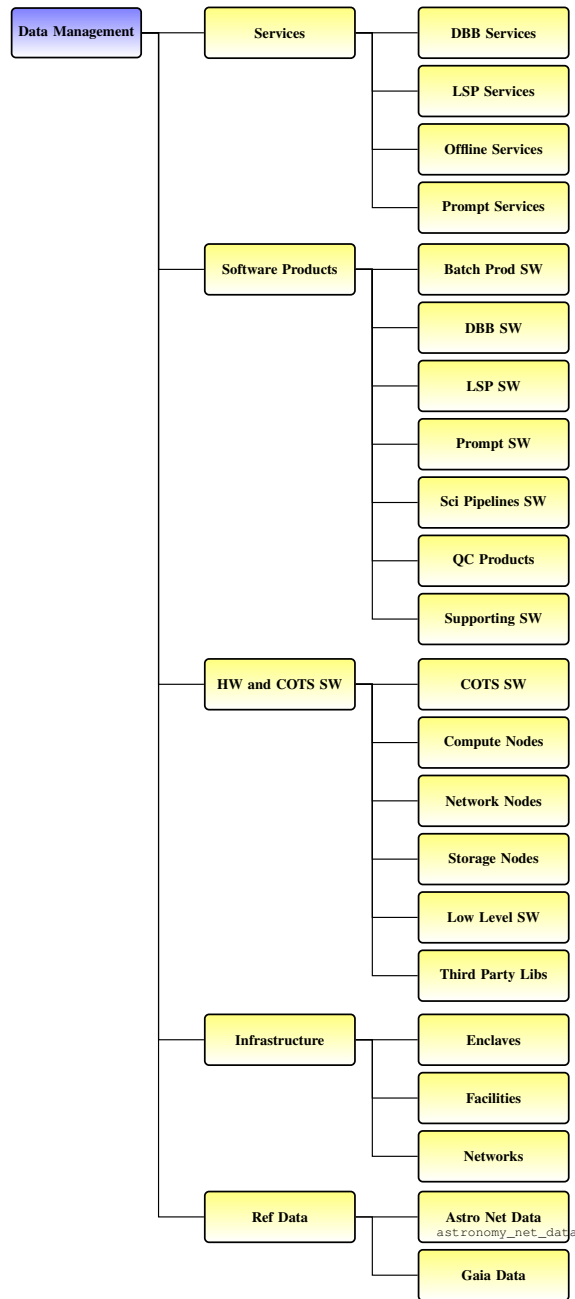 Data Management
Services
DBB Services
LSP Services
Offline Services
Prompt Services
Software Products
Batch Prod SW
DBB SW
LSP SW
Prompt SW
Sci Pipelines SW
QC Products
Supporting SW
HW and COTS SW
COTS SW
Compute Nodes
Network Nodes
Storage Nodes
Low Level SW
Third Party Libs
Infrastructure
Enclaves
Facilities
Networks
Ref Data
Astro Net Data
astronomy_net_data
Gaia Data